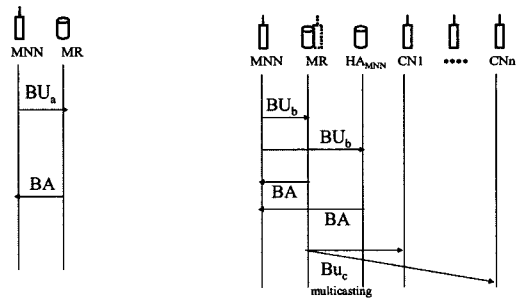 MNN MR
BUa
BA
MNN MR HAMNN CN1 •••• CNn
BUb
BUb
BA
BA
Buc
multicasting